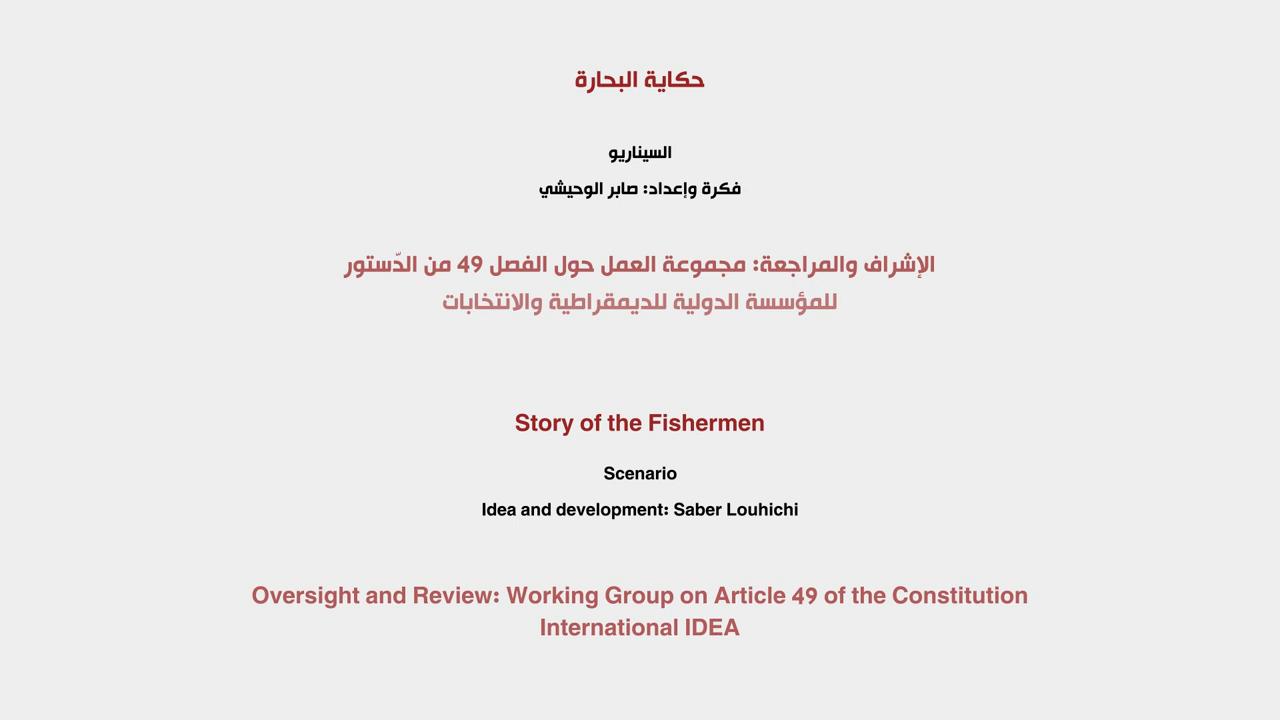 حكاية البحارة
السيناريو
فكرة وإعداد: صابر الوحيشي
الإشراف والمراجعة: مجموعة العمل حول الفصل 49 من الدّستور
للمؤسسة الدولية للديمقراطية والانتخابات
Story of the Fishermen
Scenario
Idea and development: Saber Louhichi
Oversight and Review: Working Group on Article 49 of the Constitution
International IDEA